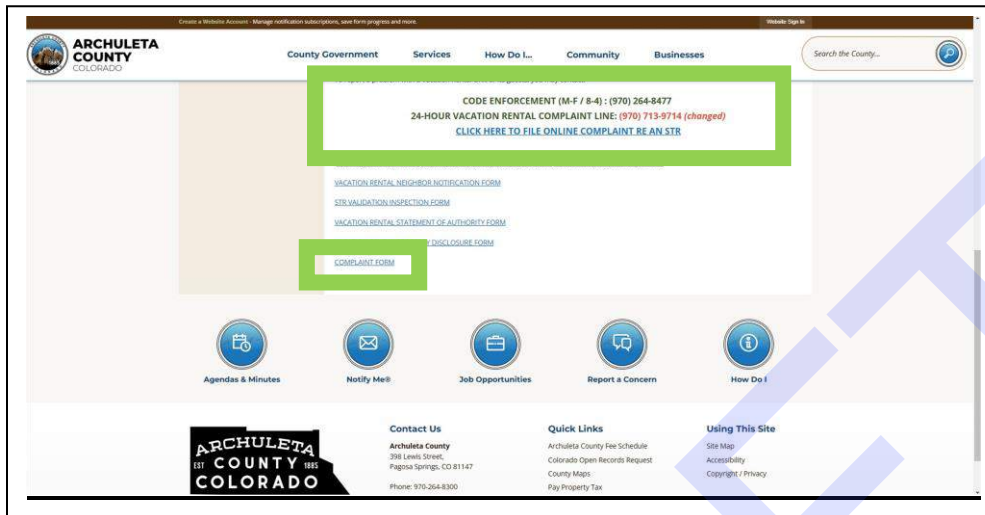 Create a Website Account - Manage notification subscriptions, save form progress and more.
Website Sign In
ARCHULETA
COUNTY
COLORADO
County Government
Services
How Do I...
Community
Businesses
Search the County...
CODE ENFORCEMENT (M-F / 8-4) : (970) 264-8477
24-HOUR VACATION RENTAL COMPLAINT LINE: (970) 713-9714 (changed)
CLICK HERE TO FILE ONLINE COMPLAINT RE AN STR
VACATION RENTAL NEIGHBOR NOTIFICATION FORM
STR VALIDATION INSPECTION FORM
VACATION RENTAL STATEMENT OF AUTHORITY FORM
DISCLOSURE FORM
COMPLAINT FORM
Agendas & Minutes
Notify Me®
Job Opportunities
Report a Concern
How Do I
ARCHULETA
EST COUNTY 1885
COLORADO
Contact Us
Archuleta County
398 Lewis Street,
Pagosa Springs, CO 81147
Phone: 970-264-8300
Quick Links
Archuleta County Fee Schedule
Colorado Open Records Request
County Maps
Pay Property Tax
Using This Site
Site Map
Accessibility
Copyright / Privacy